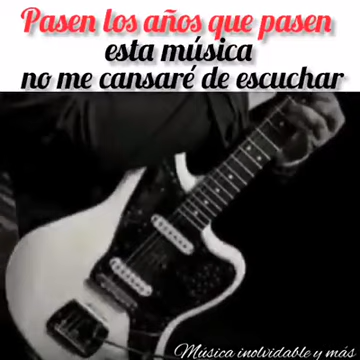 Pasen los años que pasen
esta música
no me cansaré de escuchar
Música inolvidable y más